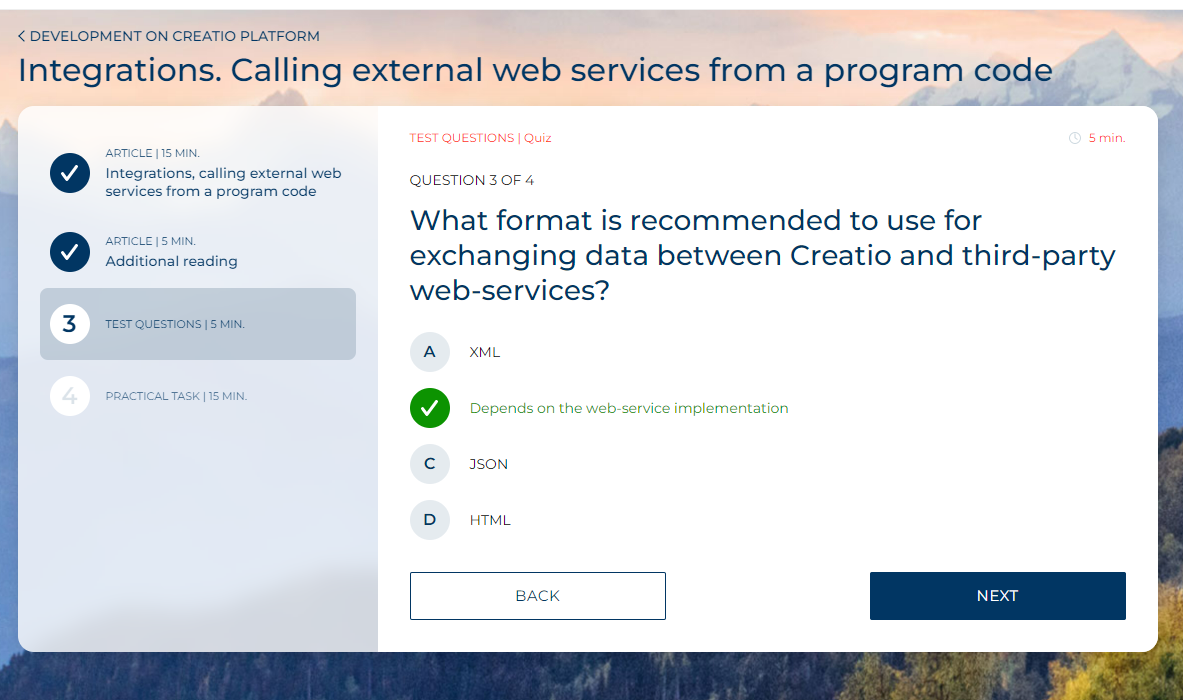 < DEVELOPMENT ON CREATIO PLATFORM
Integrations. Calling external web services from a program code
ARTICLE | 15 MIN.
Integrations, calling external web
services from a program code
ARTICLE | 5 MIN.
Additional reading
3
TEST QUESTIONS | 5 MIN.
4
PRACTICAL TASK | 15 MIN.
TEST QUESTIONS | Quiz
5 min.
QUESTION 3 OF 4
What format is recommended to use for
exchanging data between Creatio and third-party
web-services?
A XML
Depends on the web-service implementation
C JSON
D HTML
BACK
NEXT